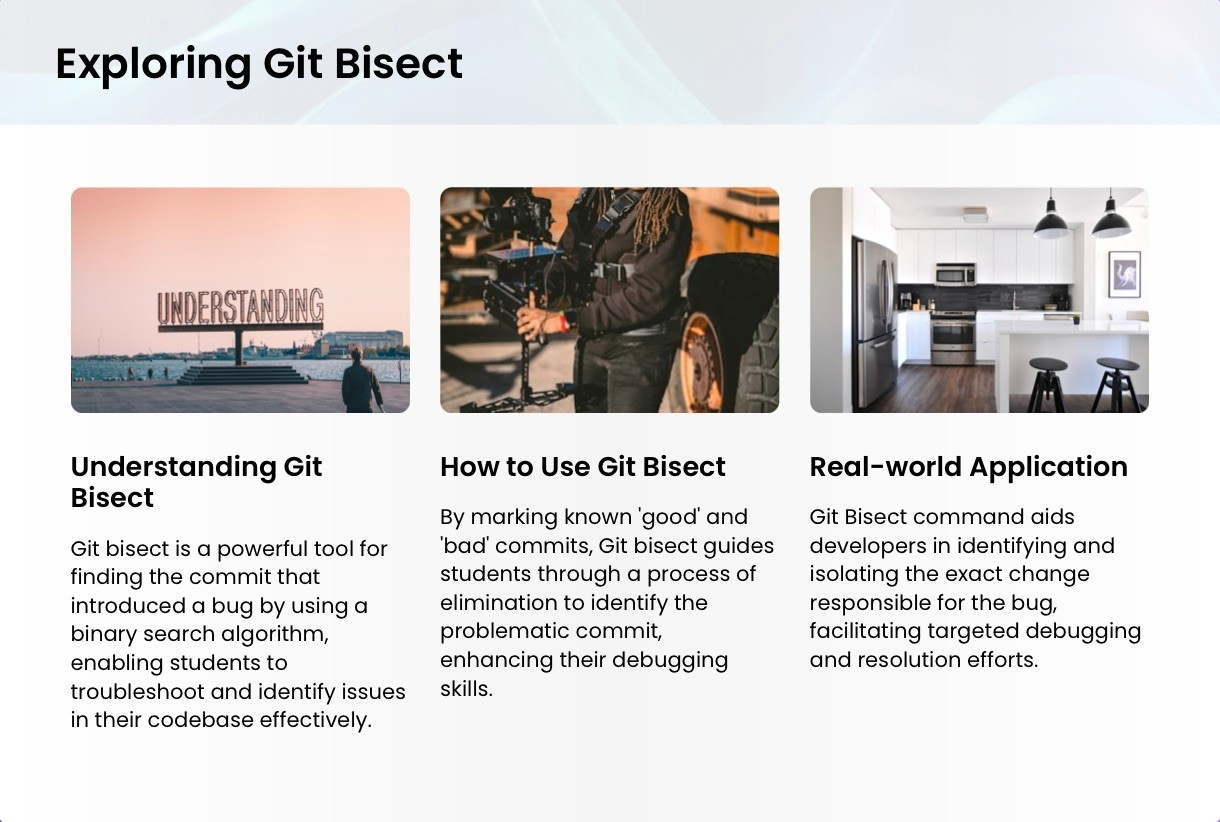 Exploring Git Bisect
UNDERSTANDING
Understanding Git
Bisect
Git bisect is a powerful tool for
finding the commit that
introduced a bug by using a
binary search algorithm,
enabling students to
troubleshoot and identify issues
in their codebase effectively.
How to Use Git Bisect
By marking known 'good' and
'bad' commits, Git bisect guides
students through a process of
elimination to identify the
problematic commit,
enhancing their debugging
skills.
Real-world Application
Git Bisect command aids
developers in identifying and
isolating the exact change
responsible for the bug,
facilitating targeted debugging
and resolution efforts.